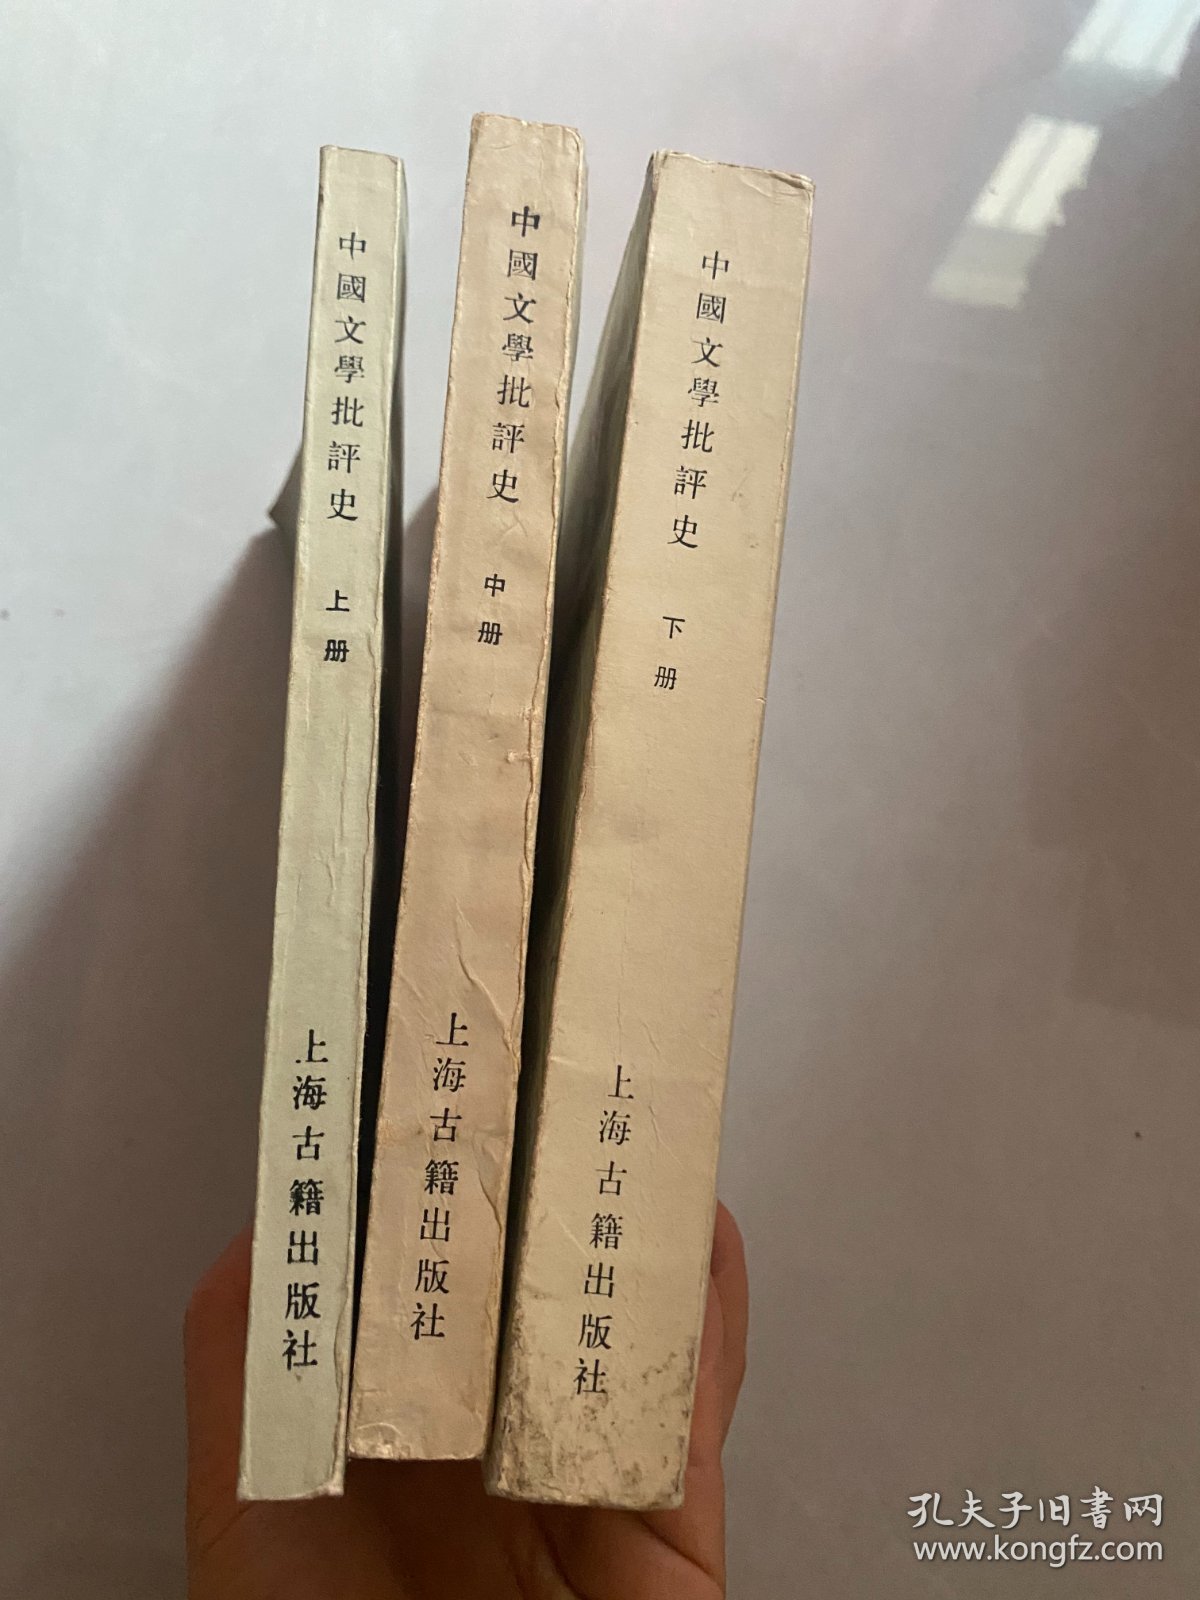 中國文學批評史
上册
上海古籍出版社
中國文學批評史
中册
上海古籍出版社
中國文學批評史
下册
上海古籍出版社
孔夫子旧书网
www.kongfz.com